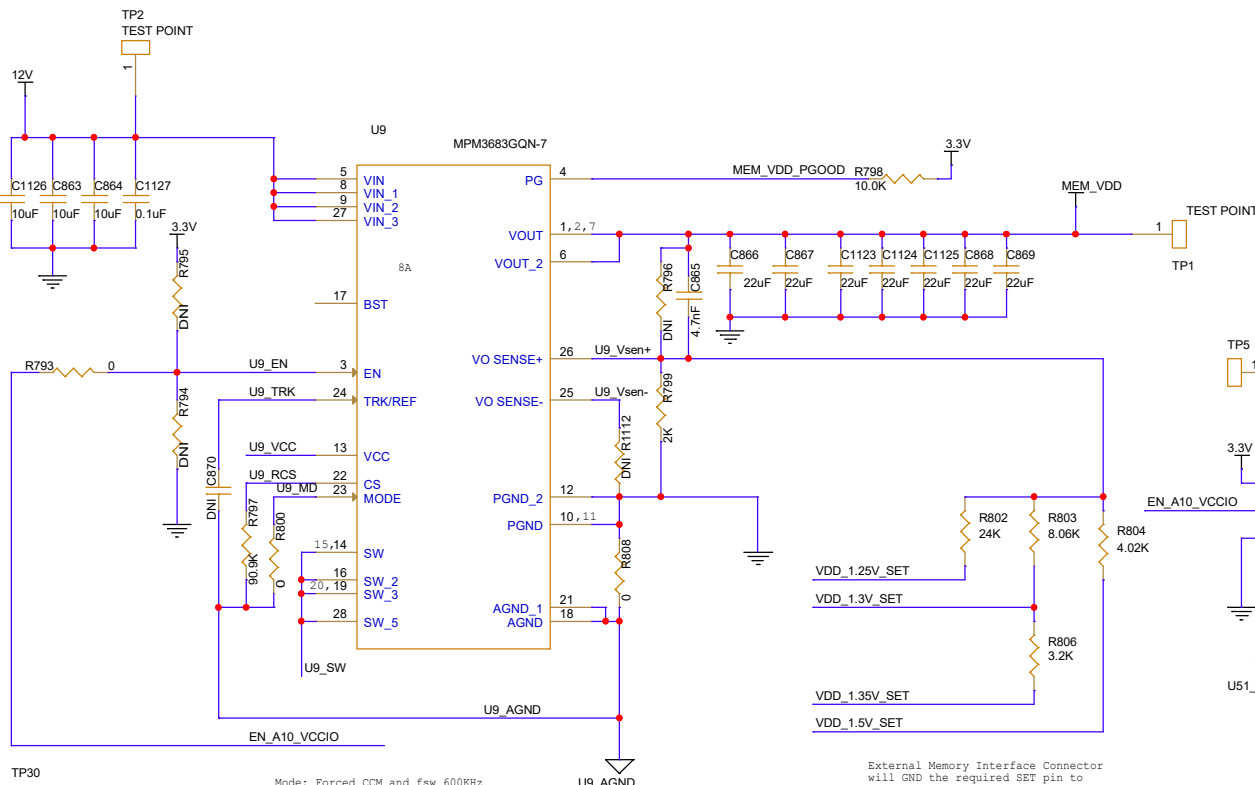 TP2
TEST POINT
1
12V
U9
MPM3683GQN-7
C1126
10uF
C863
10uF
C864
10uF
C1127
0.1uF
5
VIN
8
VIN_1
9
VIN_2
27
VIN_3
8A
PG
4
MEM_VDD_PGOOD
R798
10.0K
3.3V
MEM_VDD
VOUT
1,2,7
VOUT_2
6
1
TEST POINT
TP1
3.3V
R795
DNI
17
BST
R796
DNI
C865
4.7nF
C866
22uF
C867
22uF
C1123
22uF
C1124
22uF
C1125
22uF
C868
22uF
C869
22uF
R793
0
U9_EN
3
EN
VO SENSE+
26
U9_Vsen+
TP5
1
R794
DNI
U9_TRK
24
TRK/REF
VO SENSE-
25
U9_Vsen-
R799
2K
R1112
DNI
U9_VCC
13
VCC
C870
DNI
U9_RCS
22
CS
U9_MD
23
MODE
PGND_2
12
PGND
10,11
3.3V
EN_A10_VCCIO
R797
90.9K
R800
0
15,14
SW
16
SW_2
20,19
SW_3
28
SW_5
R808
0
AGND_1
21
AGND
18
R802
24K
R803
8.06K
R804
4.02K
VDD_1.25V_SET
VDD_1.3V_SET
R806
3.2K
U9_SW
U9_AGND
VDD_1.35V_SET
VDD_1.5V_SET
U51_
EN_A10_VCCIO
TP30
Mode: Forced CCM and fsw 600KHz
U9_AGND
External Memory Interface Connector
will GND the required SET pin to